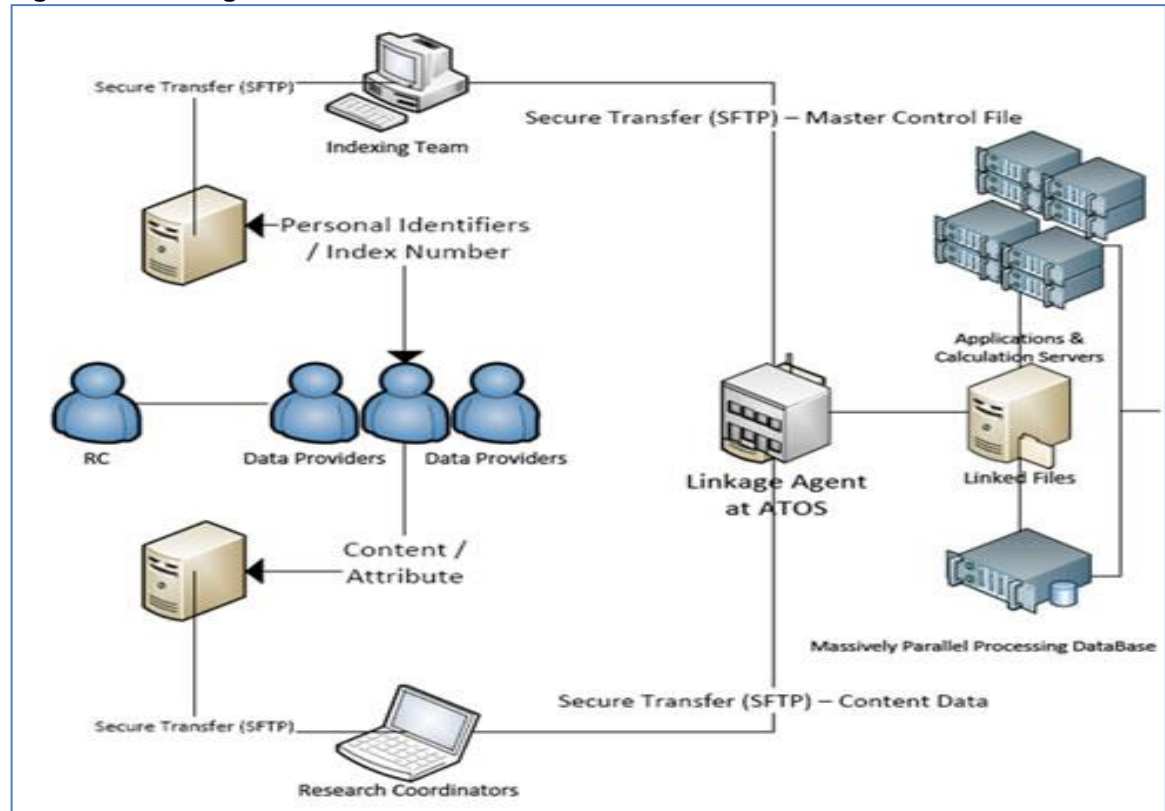 Secure Transfer (SFTP)
Indexing Team
Secure Transfer (SFTP) – Master Control File
Personal Identifiers
/ Index Number
Applications &
Calculation Servers
RC
Data Providers
Data Providers
Linkage Agent
at ATOS
Linked Files
Content /
Attribute
Massively Parallel Processing DataBase
Secure Transfer (SFTP) – Content Data
Secure Transfer (SFTP)
Research Coordinators